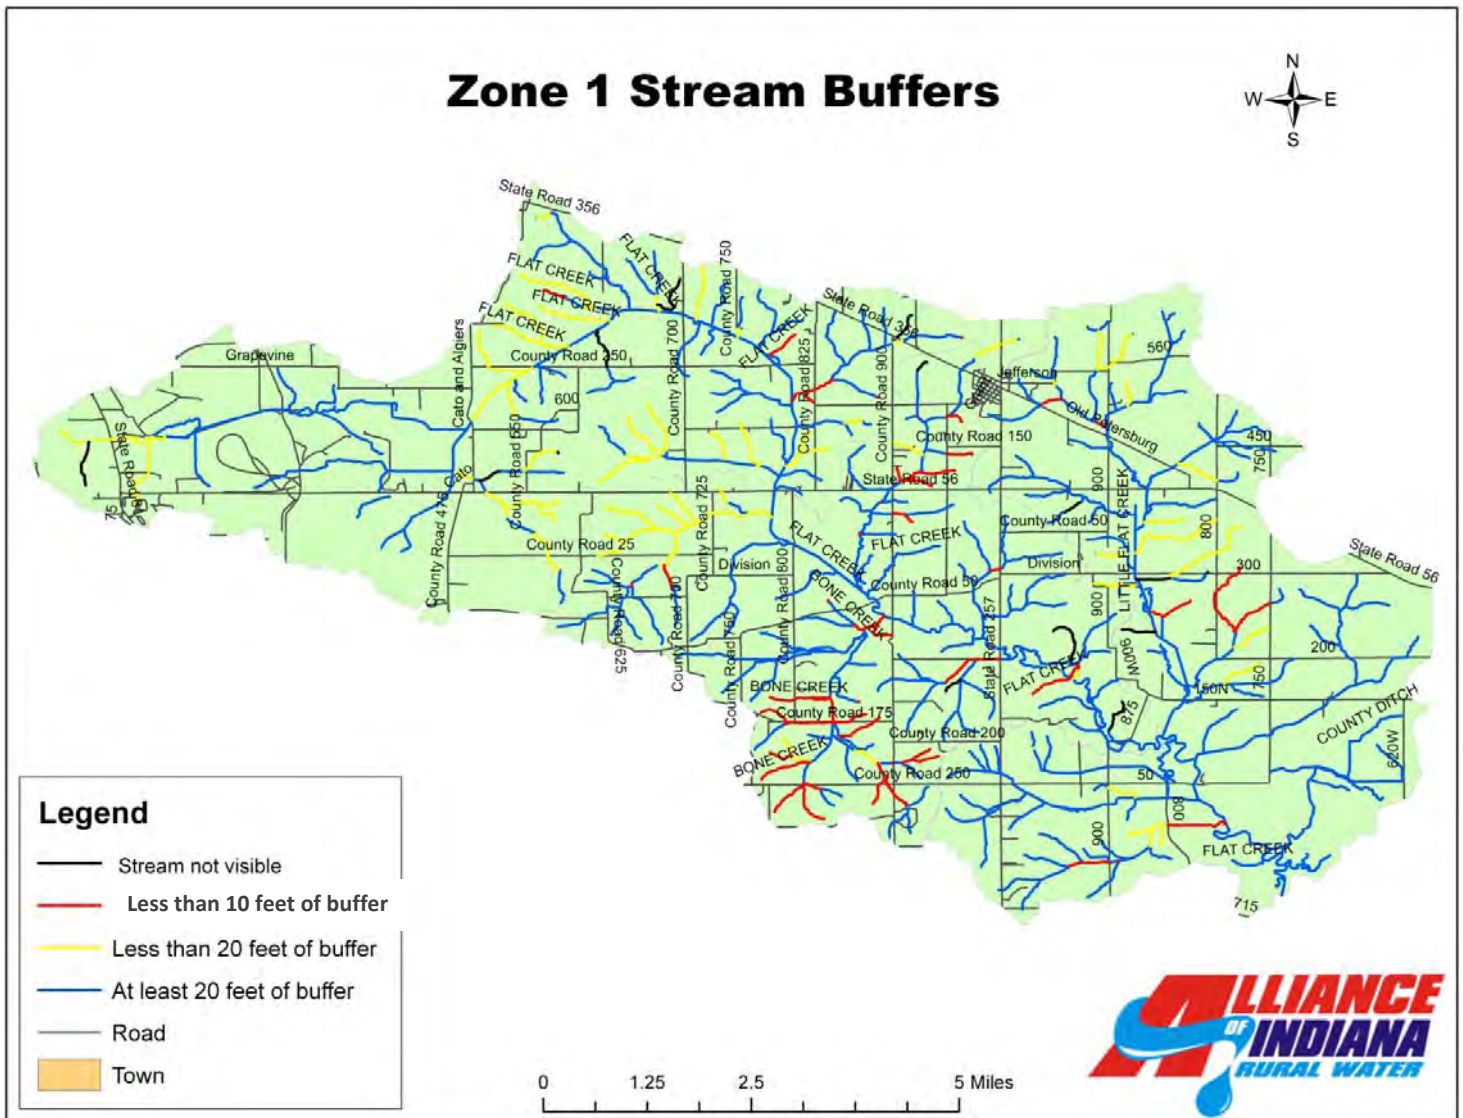 Zone 1 Stream Buffers
N
W
E
S
State Road 356
FLAT CREEK
FLAT CREEK
FLAT CREEK
FLAT CREEK
County Road 750
State Road 356
FLAT CREEK
Grapevine
Cato and Algiers
County Road 350
County Road 700
County Road 825
County Road 900
560
Jefferson
600
Old Petersburg
County Road 150
450
750
State Road 61
Cato
County Road 550
State Road 56
900
75
County Road 475
County Road 725
County Road 50
LITTLE FLAT CREEK
800
FLAT CREEK
FLAT CREEK
County Road 25
Division
Division
300
State Road 56
County Road 800
BONE CREEK
County Road 50
County Road 625
County Road 700
900
State Road 257
County Road 750
900W
200
FLAT CREEK
BONE CREEK
150N
750
County Road 175
875
COUNTY DITCH
County Road 200
BONE CREEK
County Road 250
50
620W
800
900
FLAT CREEK
715
Legend
Stream not visible
Less than 10 feet of buffer
Less than 20 feet of buffer
At least 20 feet of buffer
Road
Town
0 1.25 2.5 5 Miles
ALLIANCE
OF
INDIANA
RURAL WATER